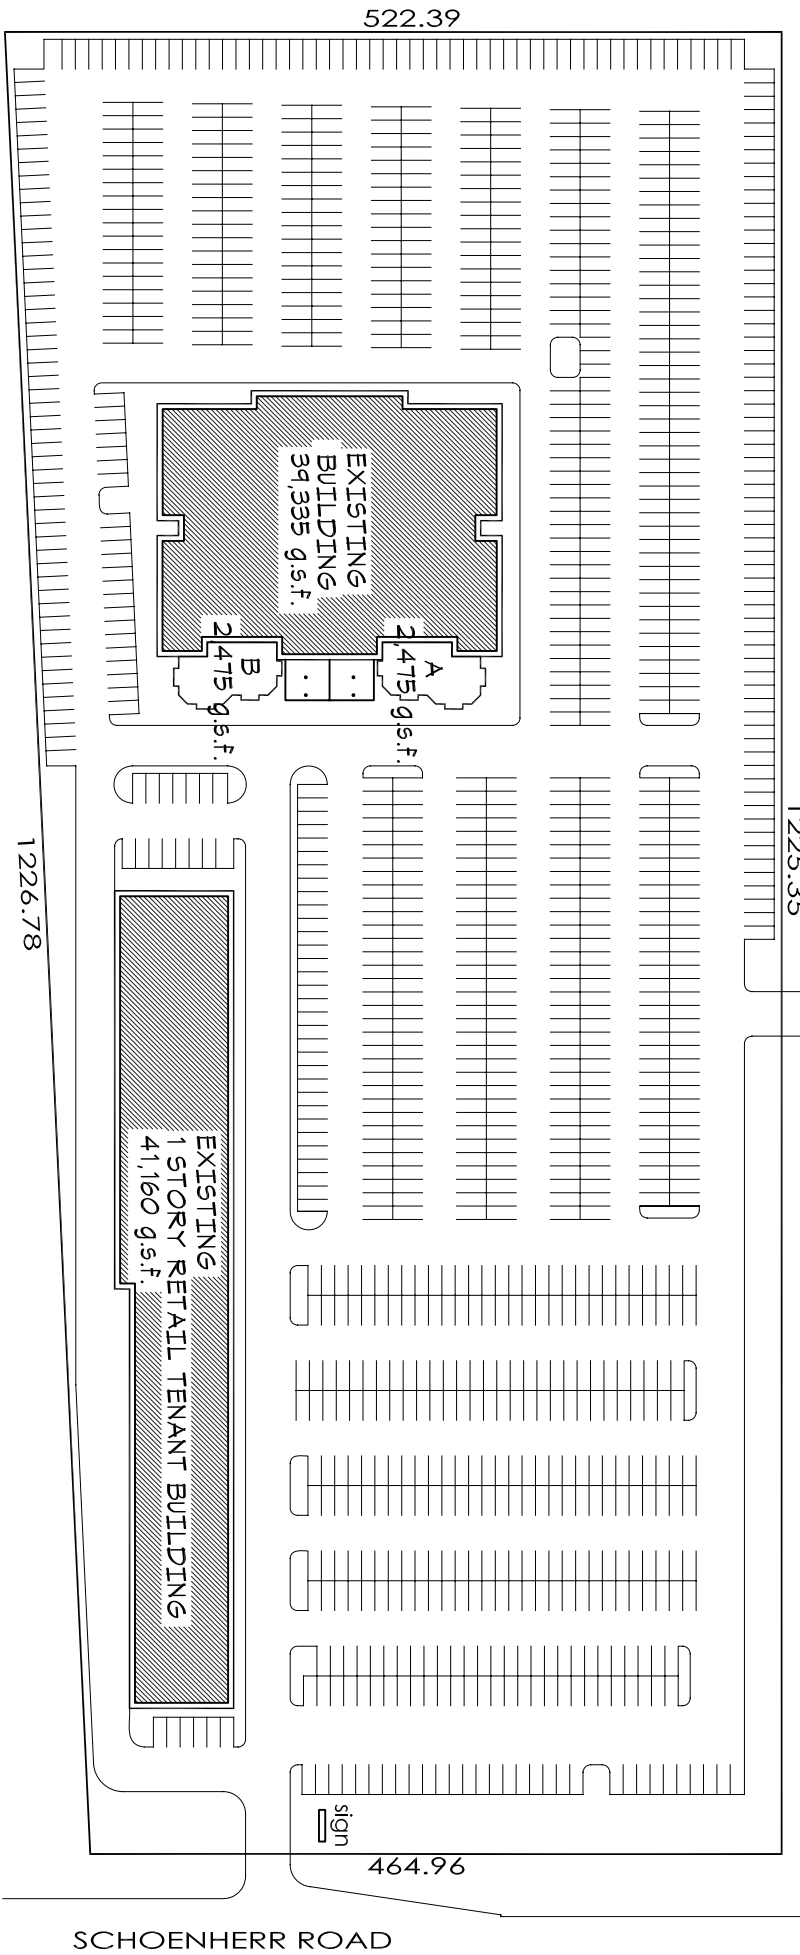 522.39
EXISTING
BUILDING
39,335 g.s.f.
A
2,475 g.s.f.
B
2,475 g.s.f.
1225.35
1226.78
EXISTING
1 STORY RETAIL TENANT BUILDING
41,160 g.s.f.
sign
464.96
SCHOENHERR ROAD